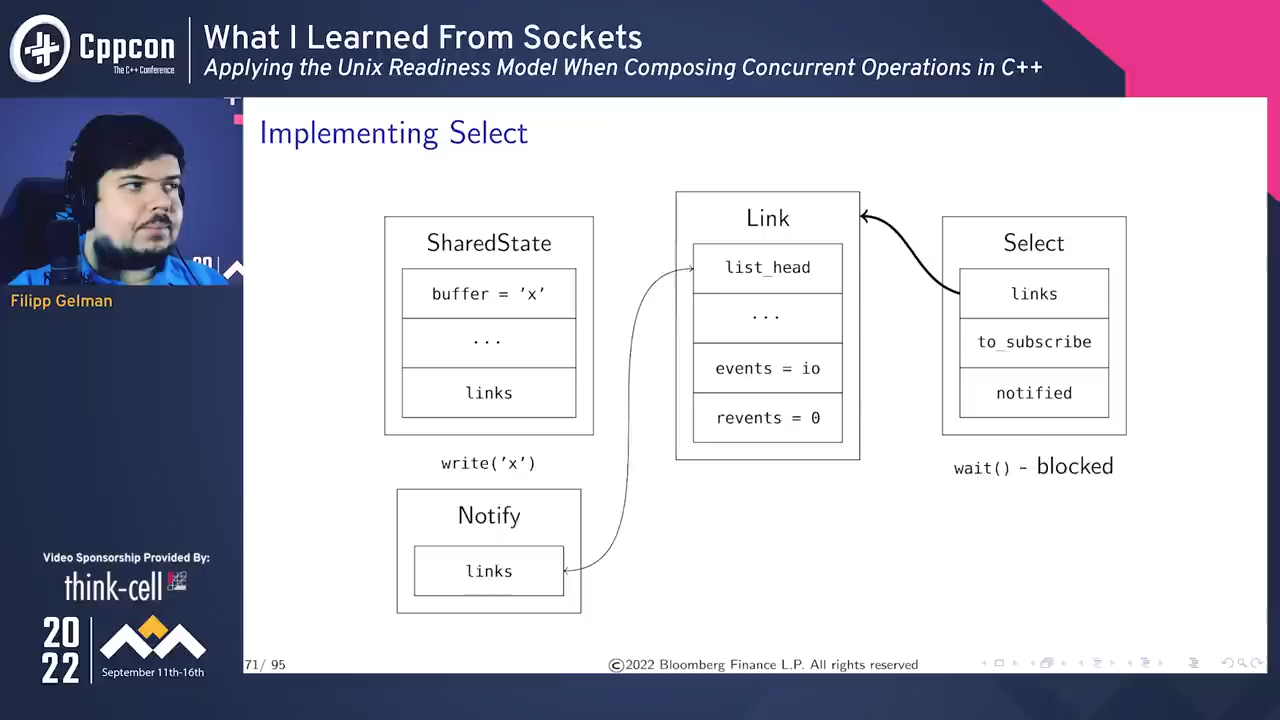 Cppcon
The C++ Conference
What I Learned From Sockets
Applying the Unix Readiness Model When Composing Concurrent Operations in C++
Filipp Gelman
Implementing Select
SharedState
buffer = ’x’
...
links
write(’x’)
Notify
links
Link
list_head
...
events = io
revents = 0
Select
links
to_subscribe
notified
wait() - blocked
Video Sponsorship Provided By:
think-cell
20
22
September 11th-16th
71/ 95
©2022 Bloomberg Finance L.P. All rights reserved